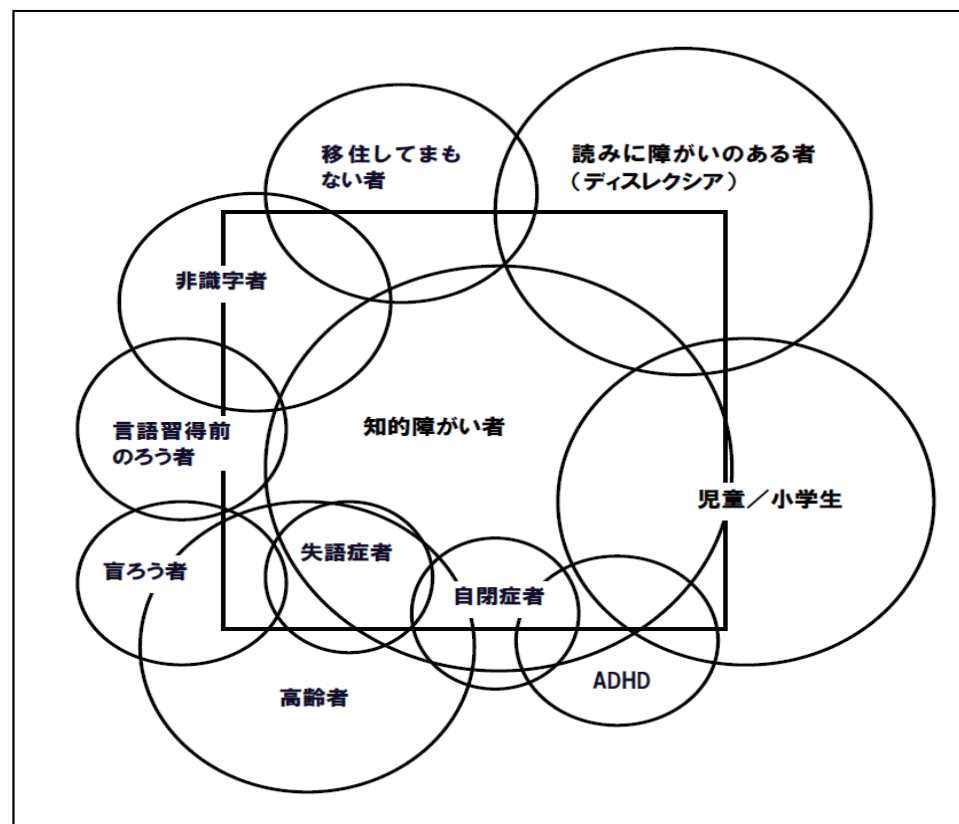 移住してまも
ない者
読みに障がいのある者
（ディスレクシア）
非識字者
言語習得前
のろう者
知的障がい者
児童／小学生
失語症者
盲ろう者
自閉症者
ADHD
高齢者